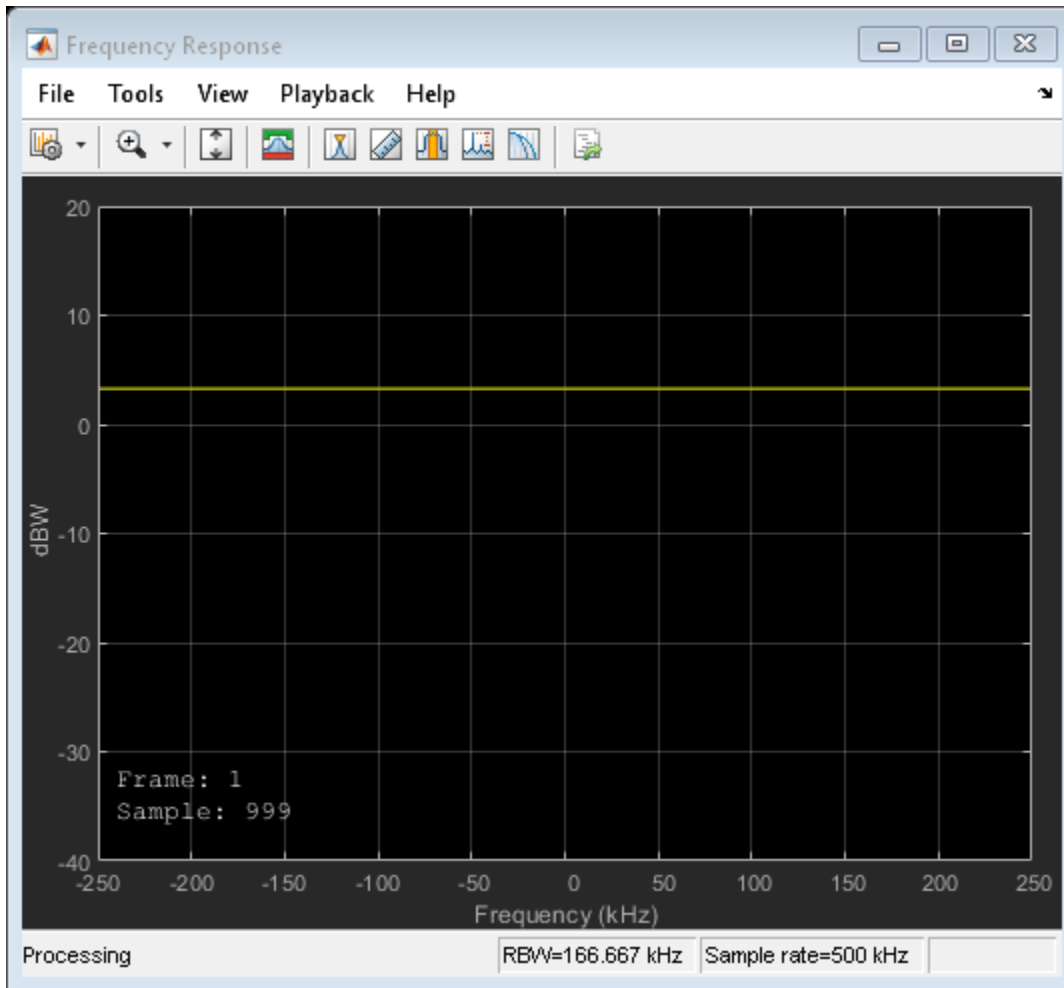 Frequency Response
File Tools View Playback Help
20
10
0
-10
-20
-30
-40
dBW
Frame: 1
Sample: 999
-250 -200 -150 -100 -50 0 50 100 150 200 250
Frequency (kHz)
Processing RBW=166.667 kHz Sample rate=500 kHz